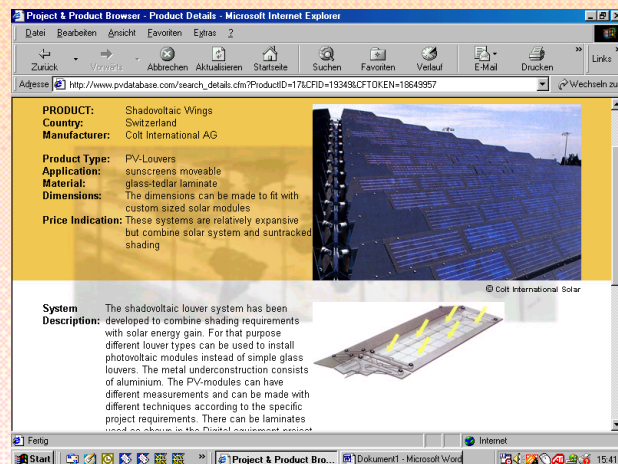 Project & Product Browser - Product Details - Microsoft Internet Explorer
Datei Bearbeiten Ansicht Favoriten Extras ?
Zurück Vorwärts Abbrechen Aktualisieren Startseite Suchen Favoriten Verlauf E-Mail Drucken » Links »
Adresse http://www.pvdatabase.com/search_details.cfm?ProductID=17&CFID=19349&CFTOKEN=18649957 Wechseln zu
PRODUCT: Shadovoltaic Wings
Country: Switzerland
Manufacturer: Colt International AG
Product Type: PV-Louvers
Application: sunscreens moveable
Material: glass-tedlar laminate
Dimensions: The dimensions can be made to fit with
custom sized solar modules
Price Indication: These systems are relatively expansive
but combine solar system and suntracked
shading
© Colt International Solar
System The shadovoltaic louver system has been
Description: developed to combine shading requirements
with solar energy gain. For that purpose
different louver types can be used to install
photovoltaic modules instead of simple glass
louvers. The metal underconstruction consists
of aluminium. The PV-modules can have
different measurements and can be made with
different techniques according to the specific
project requirements. There can be laminates
used as shown in the Digital equipment project
Fertig Internet
Start » Project & Product Bro... Dokument1 - Microsoft Word 15:41